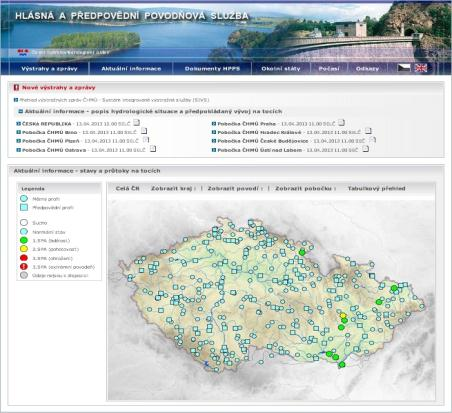 HLÁSNÁ A PŘEDPOVĚDNÍ POVODŇOVÁ SLUŽBA
Český hydrometeorologický ústav
Výstrahy a zprávy Aktuální informace Dokumenty HPPS Okolní státy Počasí Odkazy
Nové výstrahy a zprávy
Přehled výstražných zpráv ČHMÚ - System integrované výstražné služby (SIVS)
Aktuální informace - popis hydrologické situace a předpokládaný vývoj na tocích
ČESKÁ REPUBLIKA - 13.04.2013 12.00 SELČ
Pobočka ČHMÚ Praha - 13.04.2013 11.00 SELČ
Pobočka ČHMÚ Brno - 13.04.2013 11.00 SELČ
Pobočka ČHMÚ Hradec Králové - 13.04.2013 11.00 SELČ
Pobočka ČHMÚ Plzeň - 13.04.2013 11.00 SELČ
Pobočka ČHMÚ České Budějovice - 13.04.2013 11.00 SELČ
Pobočka ČHMÚ Ostrava - 13.04.2013 11.00 SELČ
Pobočka ČHMÚ Ústí nad Labem - 13.04.2013 11.00 SELČ
Aktuální informace - stavy a průtoky na tocích
Legenda
Celá ČR Zobrazit kraj : | Zobrazit povodí : | Zobrazit pobočku : Tabulkový přehled
Měrné profi
Předpovědní profi
Sucho
Normální stav
1.SPA (bdělost)
2.SPA (pohotovost)
3.SPA (ohrožení)
3.SPA (extrémní povodeň)
Údaje nejsou k dispozici